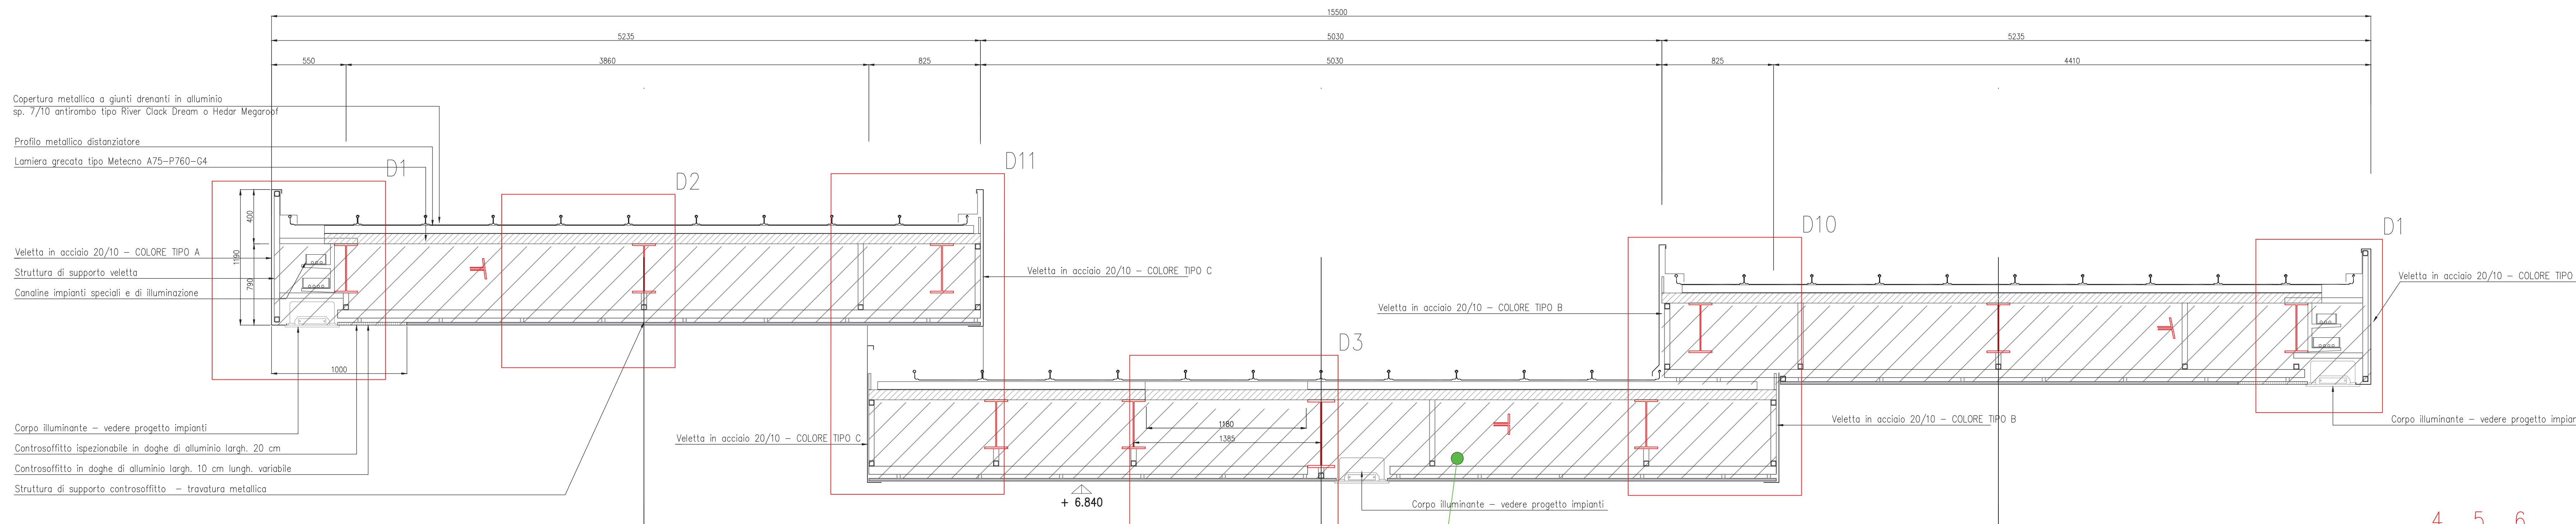 15500
5235
5030
5235
550
3860
825
5030
825
4410
Copertura metallica a giunti drenanti in alluminio
sp. 7/10 antirombo tipo River Clack Dream o Hedar Megaroof
Profilo metallico distanziatore
Lamiera grecata tipo Metecno A75-P760-G4
D1
D2
D11
D10
D1
400
1190
790
Veletta in acciaio 20/10 - COLORE TIPO A
Struttura di supporto veletta
Canaline impianti speciali e di illuminazione
Veletta in acciaio 20/10 - COLORE TIPO C
Veletta in acciaio 20/10 - COLORE TIPO B
Veletta in acciaio 20/10 - COLORE TIPO
D3
1000
1180
1385
Corpo illuminante - vedere progetto impianti
Controsoffitto ispezionabile in doghe di alluminio largh. 20 cm
Controsoffitto in doghe di alluminio largh. 10 cm lungh. variabile
Struttura di supporto controsoffitto - travatura metallica
Veletta in acciaio 20/10 - COLORE TIPO C
Veletta in acciaio 20/10 - COLORE TIPO B
Corpo illuminante - vedere progetto impian
+ 6.840
Corpo illuminante - vedere progetto impianti
4 5 6